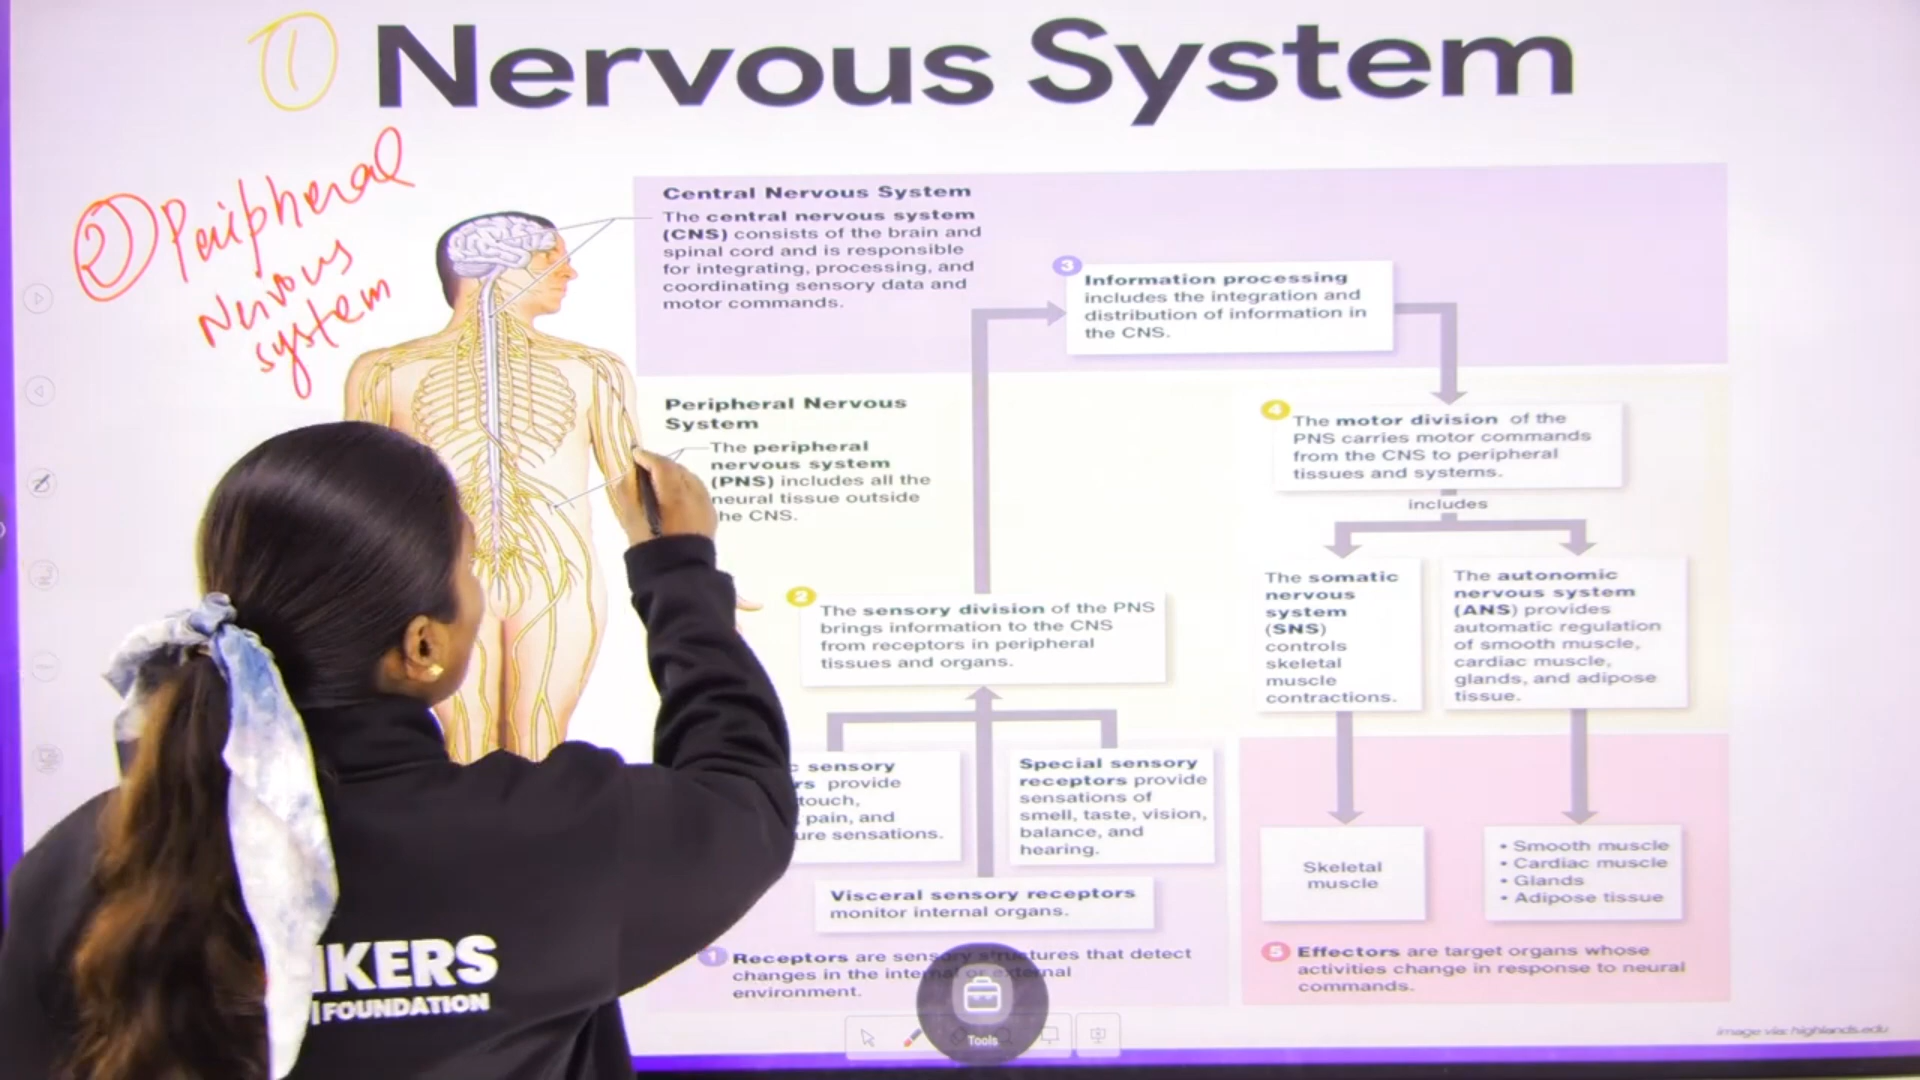 ① Nervous System
② Peripheral
Nervous
system
Central Nervous System
The central nervous system
(CNS) consists of the brain and
spinal cord and is responsible
for integrating, processing, and
coordinating sensory data and
motor commands.
3
Information processing
includes the integration and
distribution of information in
the CNS.
Peripheral Nervous
System
The peripheral
nervous system
(PNS) includes all the
neural tissue outside
he CNS.
4
The motor division of the
PNS carries motor commands
from the CNS to peripheral
tissues and systems.
includes
The somatic
nervous
system
(SNS)
controls
skeletal
muscle
contractions.
The autonomic
nervous system
(ANS) provides
automatic regulation
of smooth muscle,
cardiac muscle,
glands, and adipose
tissue.
2
The sensory division of the PNS
brings information to the CNS
from receptors in peripheral
tissues and organs.
c sensory
rs provide
touch,
pain, and
ure sensations.
Special sensory
receptors provide
sensations of
smell, taste, vision,
balance, and
hearing.
Visceral sensory receptors
monitor internal organs.
1
Receptors are sensory structures that detect
changes in the internal or external
environment.
Skeletal
muscle
• Smooth muscle
• Cardiac muscle
• Glands
• Adipose tissue
5
Effectors are target organs whose
activities change in response to neural
commands.
Tools
image via: highlands.edu
KERS
|FOUNDATION